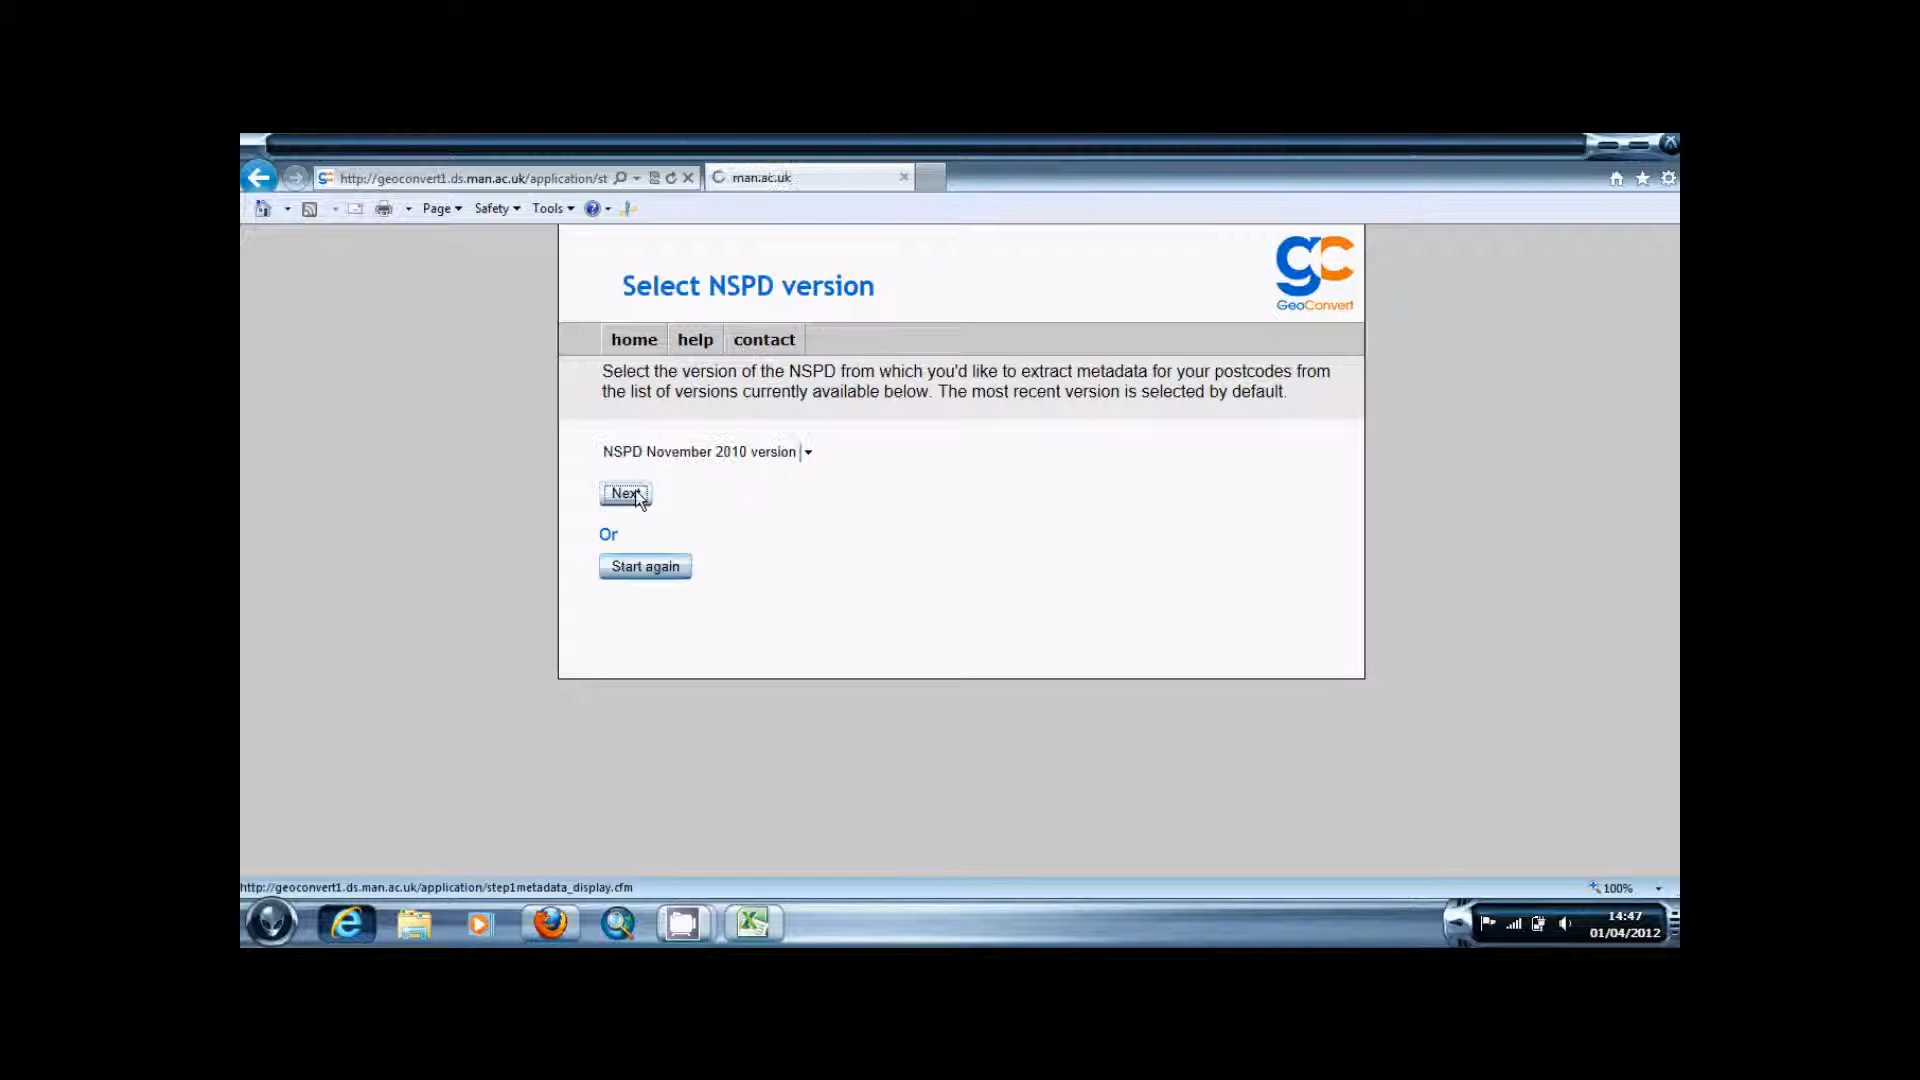 http://geoconvert1.ds.man.ac.uk/application/st
man.ac.uk
Page
Safety
Tools
Select NSPD version
gc
GeoConvert
home
help
contact
Select the version of the NSPD from which you'd like to extract metadata for your postcodes from
the list of versions currently available below. The most recent version is selected by default.
NSPD November 2010 version
Next
Or
Start again
http://geoconvert1.ds.man.ac.uk/application/step1metadata_display.cfm
100%
14:47
01/04/2012